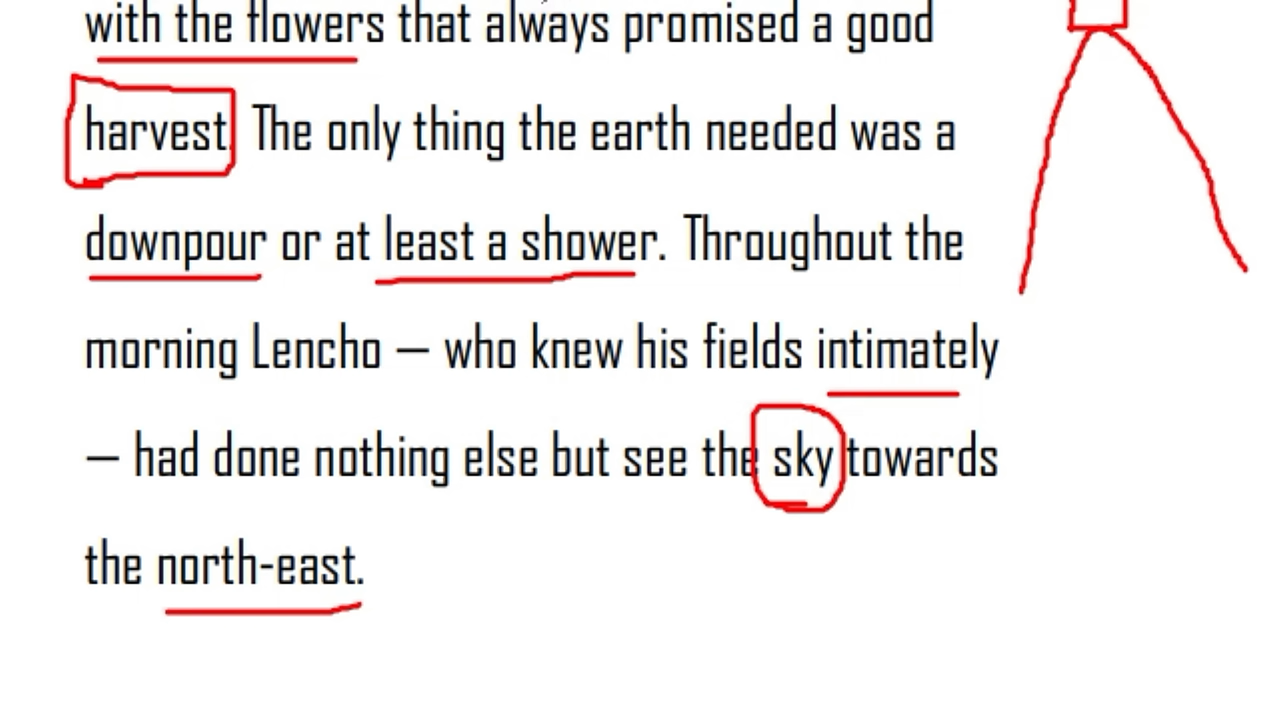 with the flowers that always promised a good
harvest. The only thing the earth needed was a
downpour or at least a shower. Throughout the
morning Lencho — who knew his fields intimately
— had done nothing else but see the sky towards
the north-east.